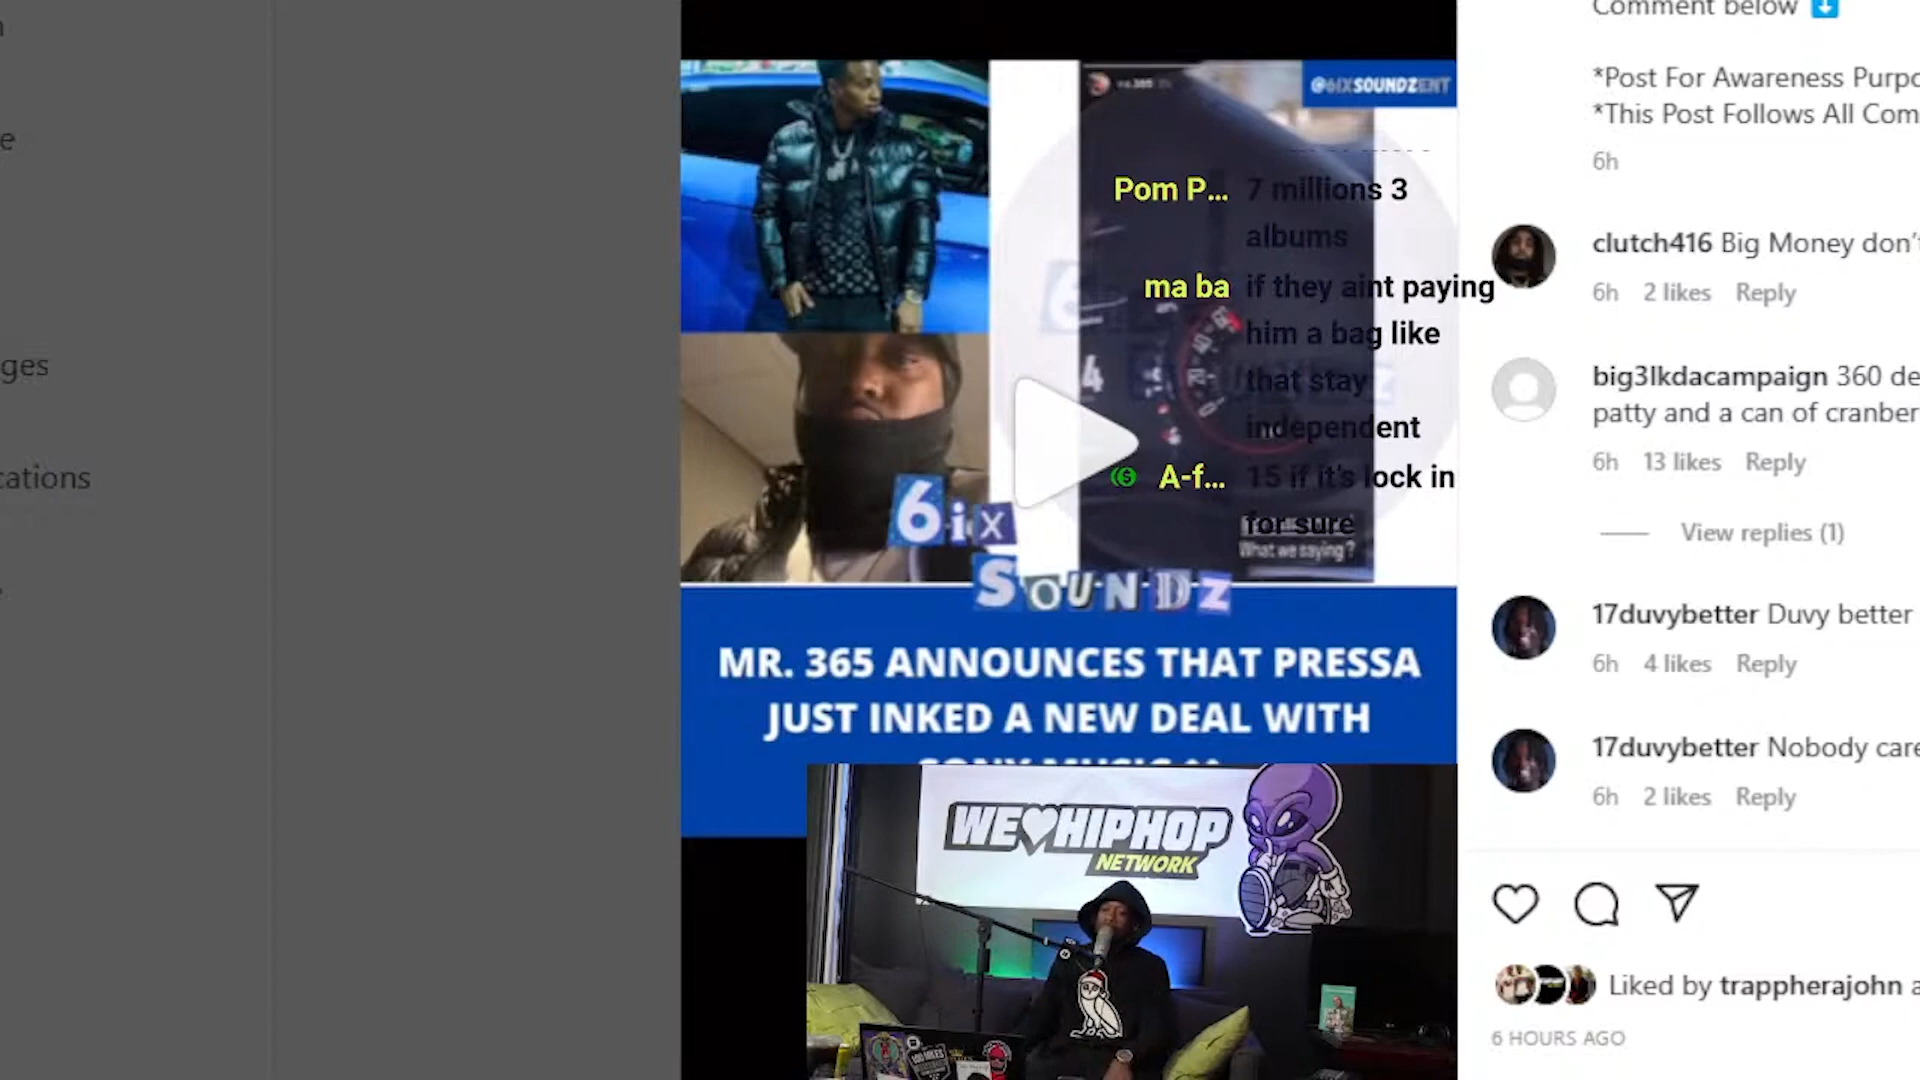 ges
cations
@6IXSOUNDZENT
Pom P... 7 millions 3
albums
ma ba if they aint paying
him a bag like
that stay
independent
A-f... 15 if it's lock in
for sure
What we saying?
6ix
SOUNDZ
MR. 365 ANNOUNCES THAT PRESSA
JUST INKED A NEW DEAL WITH
WE HIPHOP
NETWORK
Comment below
*Post For Awareness Purpo
*This Post Follows All Com
6h
clutch416 Big Money don't
6h 2 likes Reply
big3lkdacampaign 360 de
patty and a can of cranber
6h 13 likes Reply
View replies (1)
17duvybetter Duvy better
6h 4 likes Reply
17duvybetter Nobody care
6h 2 likes Reply
Liked by trappherajohn a
6 HOURS AGO